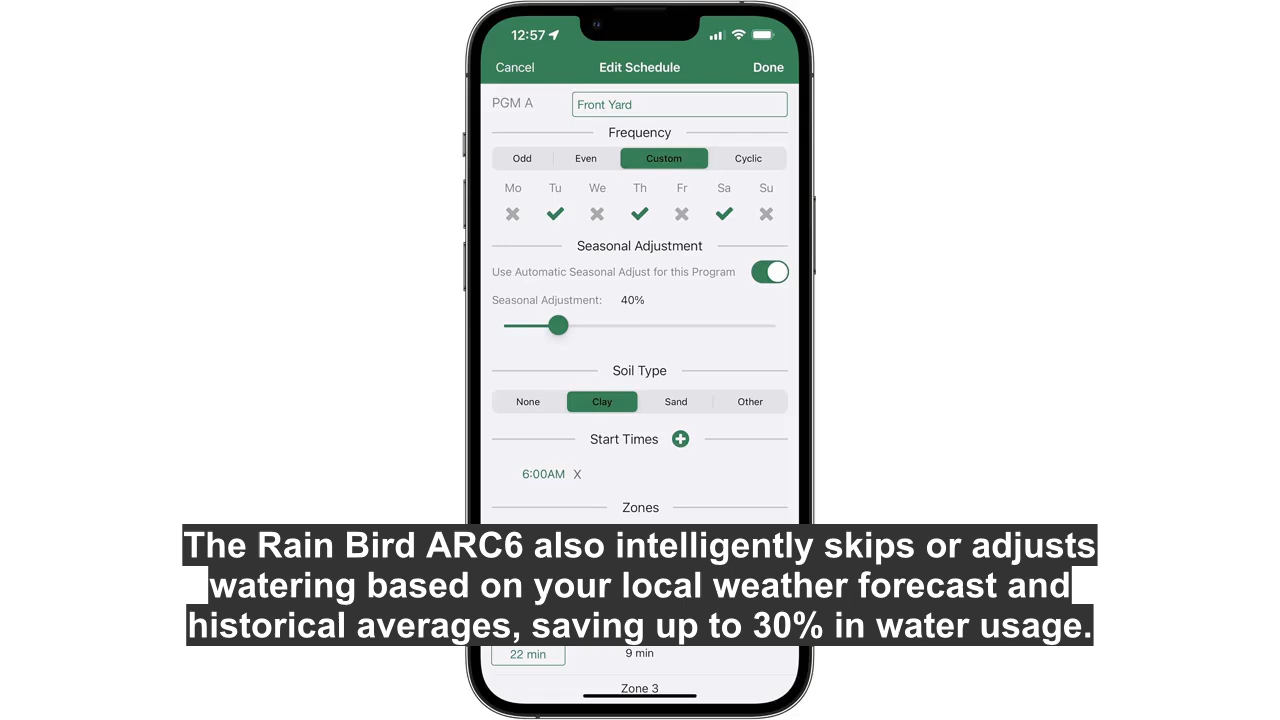 12:57
Cancel Edit Schedule Done
PGM A Front Yard
Frequency
Odd Even Custom Cyclic
Mo Tu We Th Fr Sa Su
Seasonal Adjustment
Use Automatic Seasonal Adjust for this Program
Seasonal Adjustment: 40%
Soil Type
None Clay Sand Other
Start Times
6:00AM X
Zones
The Rain Bird ARC6 also intelligently skips or adjusts
watering based on your local weather forecast and
historical averages, saving up to 30% in water usage.
22 min 9 min
Zone 3